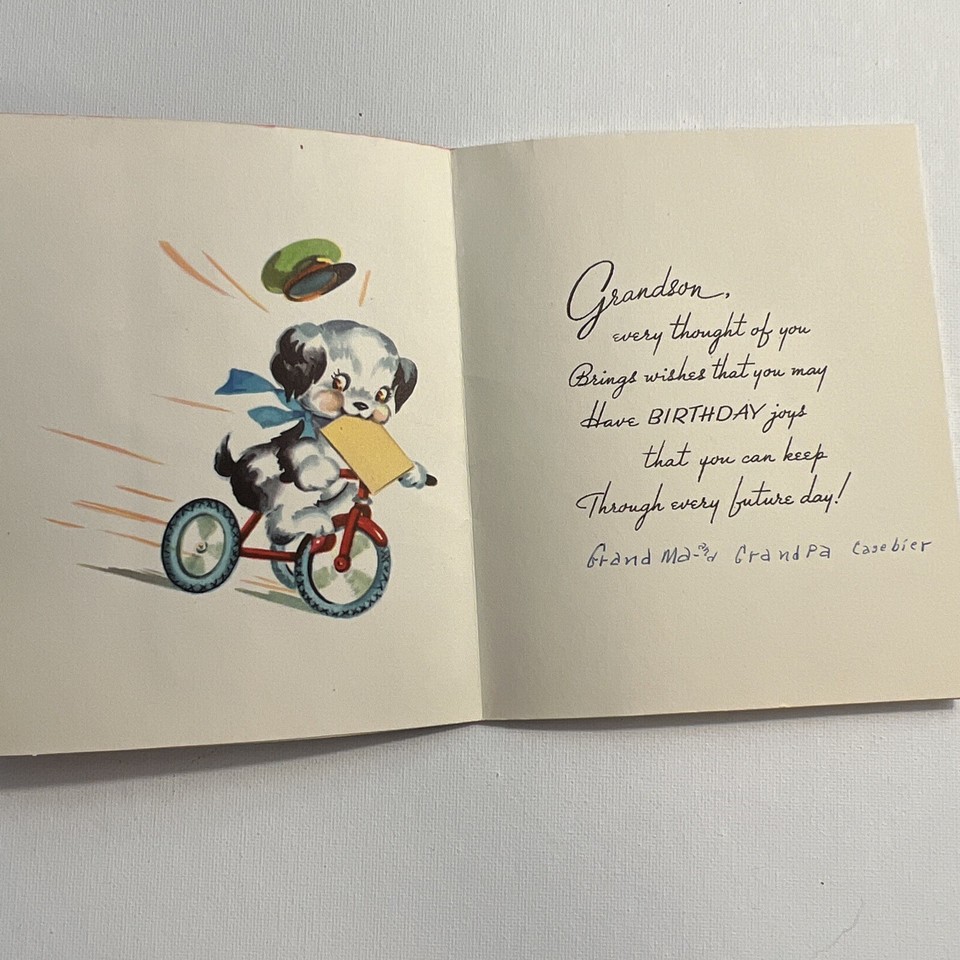 Grandson,
every thought of you
Brings wishes that you may
Have BIRTHDAY joys
that you can keep
Through every future day!
Grand Ma and Grand Pa Casebier